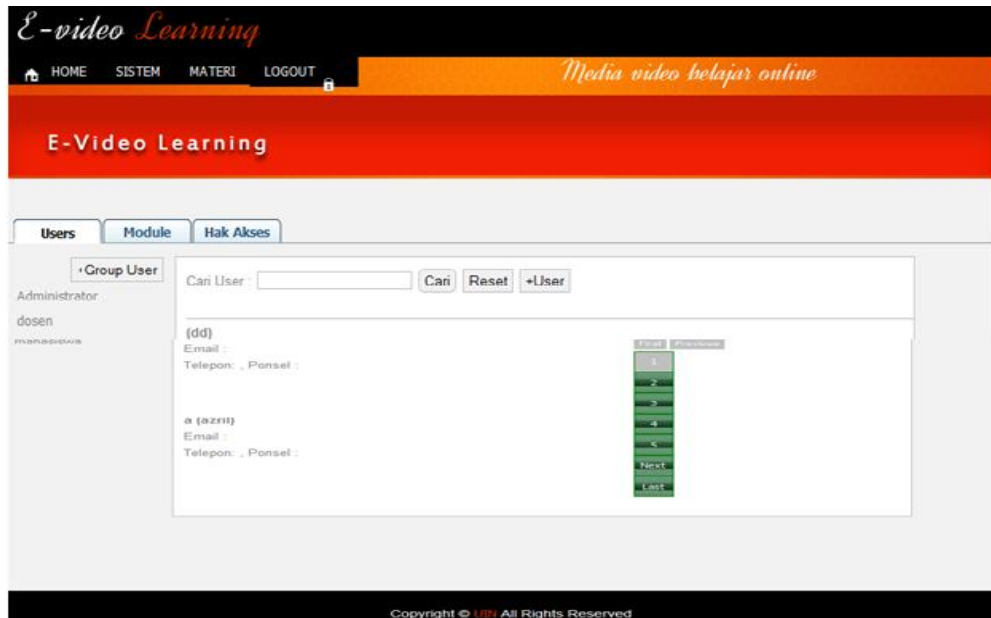 E-video Learning
HOME SISTEM MATERI LOGOUT
Media video belajar online
E-Video Learning
Users Module Hak Akses
+Group User
Cari User : Cari Reset +User
Administrator
dosen
mahasiswa
(dd)
Email :
Telepon: , Ponsel :
a (azril)
Email :
Telepon: , Ponsel :
First Previous
1
2
3
4
5
Next
Last
Copyright © UIN All Rights Reserved